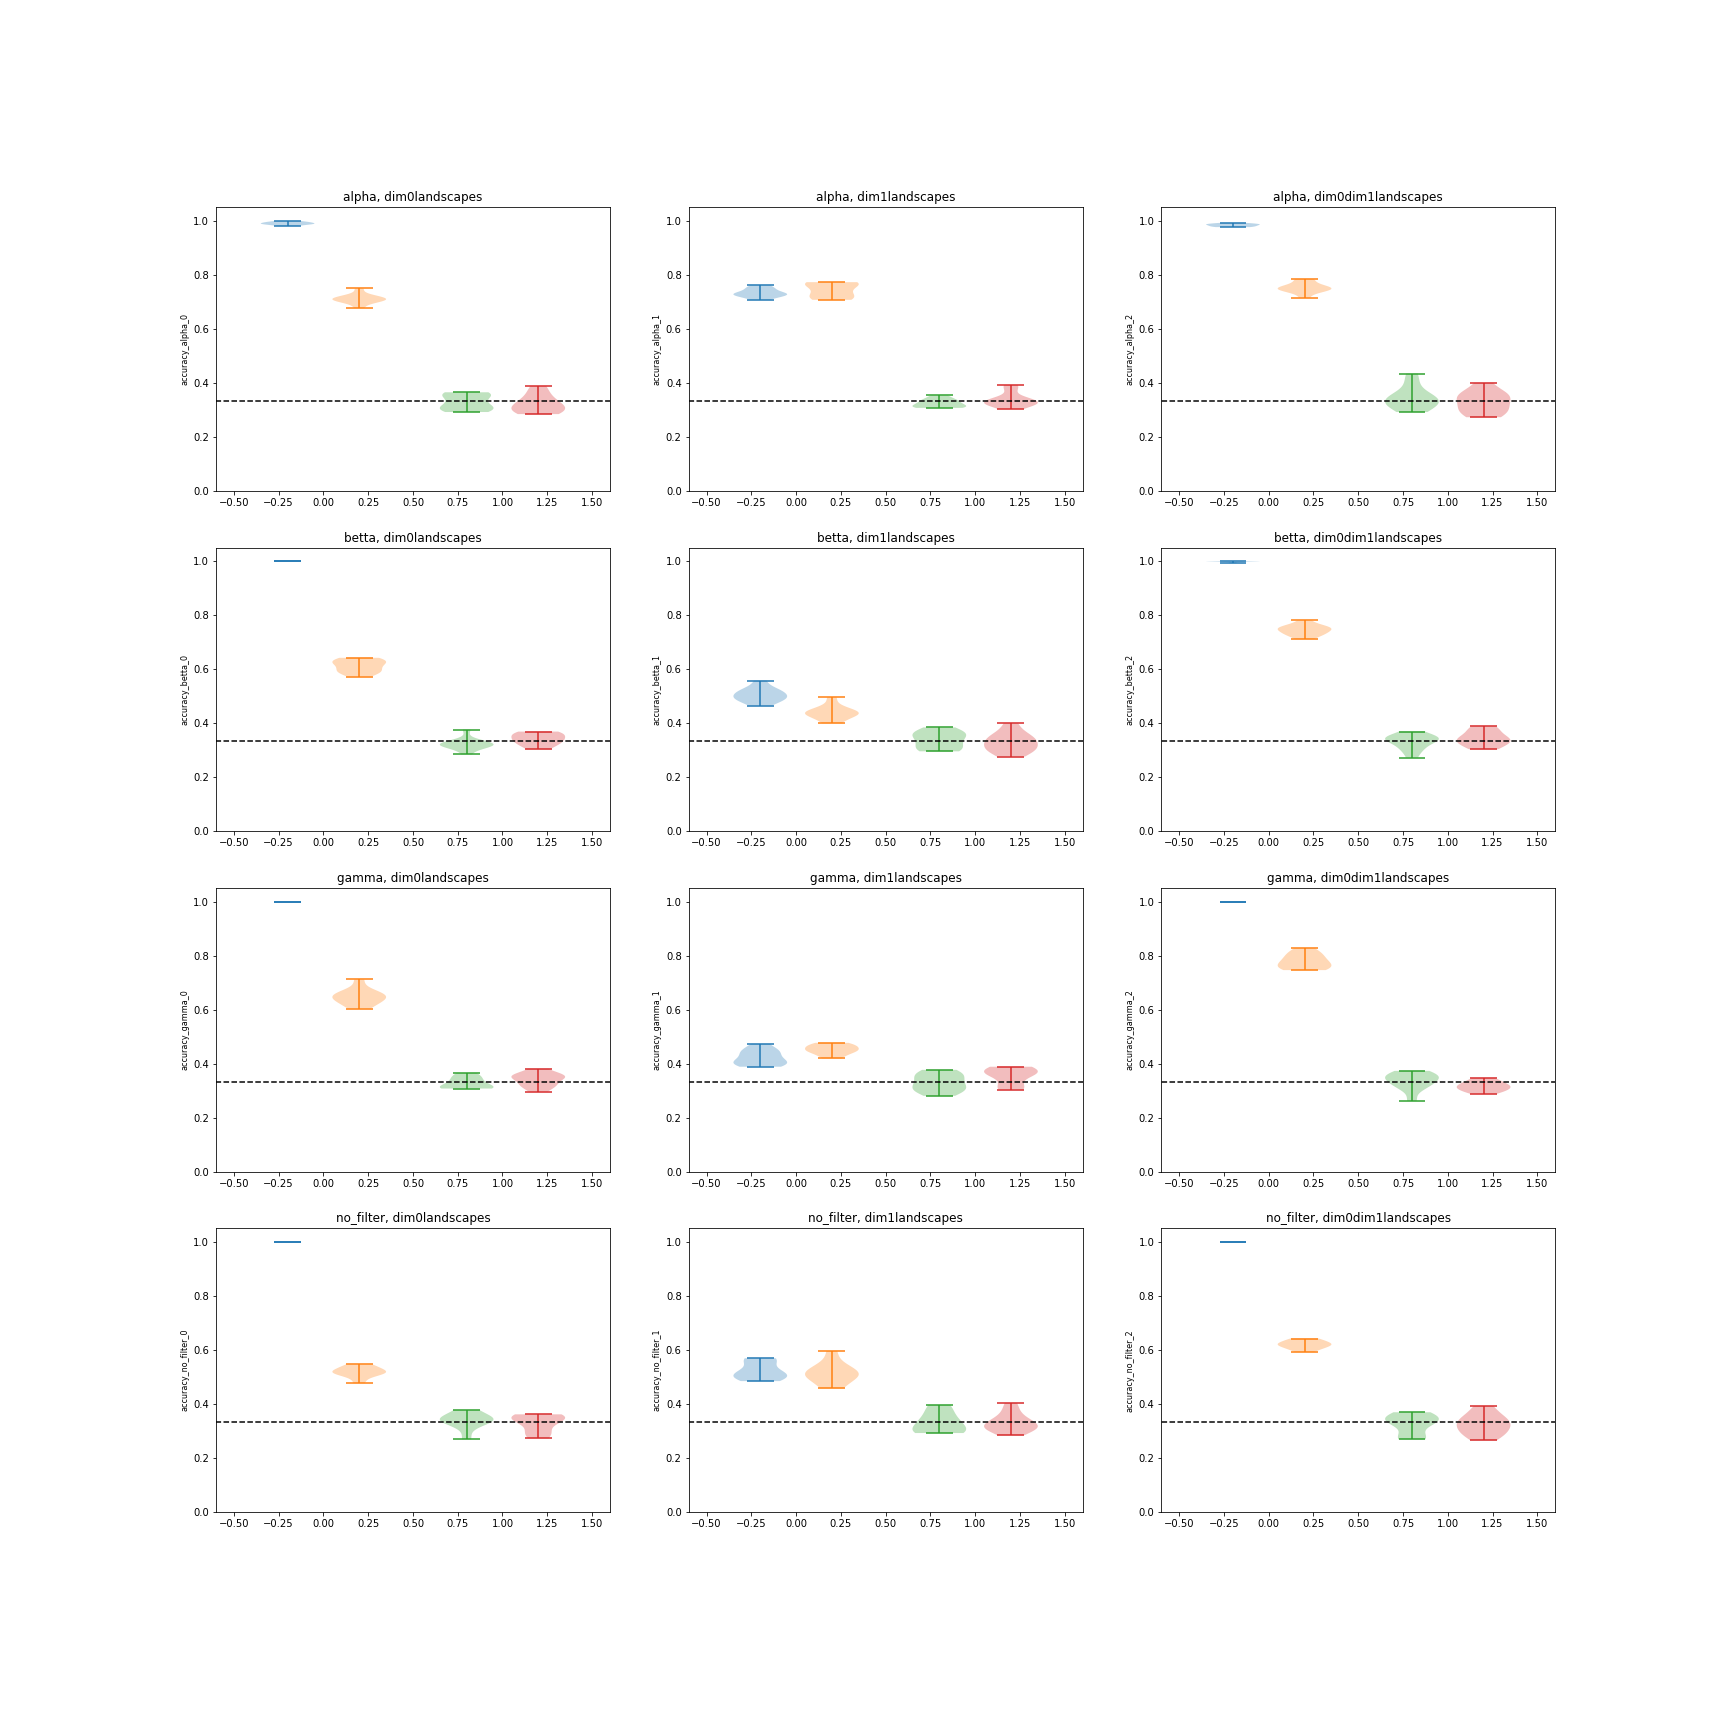 alpha, dim0landscapes
accuracy_alpha_0
1.0
0.8
0.6
0.4
0.2
0.0
−0.50 −0.25 0.00 0.25 0.50 0.75 1.00 1.25 1.50
alpha, dim1landscapes
accuracy_alpha_1
1.0
0.8
0.6
0.4
0.2
0.0
−0.50 −0.25 0.00 0.25 0.50 0.75 1.00 1.25 1.50
alpha, dim0dim1landscapes
accuracy_alpha_2
1.0
0.8
0.6
0.4
0.2
0.0
−0.50 −0.25 0.00 0.25 0.50 0.75 1.00 1.25 1.50
betta, dim0landscapes
accuracy_betta_0
1.0
0.8
0.6
0.4
0.2
0.0
−0.50 −0.25 0.00 0.25 0.50 0.75 1.00 1.25 1.50
betta, dim1landscapes
accuracy_betta_1
1.0
0.8
0.6
0.4
0.2
0.0
−0.50 −0.25 0.00 0.25 0.50 0.75 1.00 1.25 1.50
betta, dim0dim1landscapes
accuracy_betta_2
1.0
0.8
0.6
0.4
0.2
0.0
−0.50 −0.25 0.00 0.25 0.50 0.75 1.00 1.25 1.50
gamma, dim0landscapes
accuracy_gamma_0
1.0
0.8
0.6
0.4
0.2
0.0
−0.50 −0.25 0.00 0.25 0.50 0.75 1.00 1.25 1.50
gamma, dim1landscapes
accuracy_gamma_1
1.0
0.8
0.6
0.4
0.2
0.0
−0.50 −0.25 0.00 0.25 0.50 0.75 1.00 1.25 1.50
gamma, dim0dim1landscapes
accuracy_gamma_2
1.0
0.8
0.6
0.4
0.2
0.0
−0.50 −0.25 0.00 0.25 0.50 0.75 1.00 1.25 1.50
no_filter, dim0landscapes
accuracy_no_filter_0
1.0
0.8
0.6
0.4
0.2
0.0
−0.50 −0.25 0.00 0.25 0.50 0.75 1.00 1.25 1.50
no_filter, dim1landscapes
accuracy_no_filter_1
1.0
0.8
0.6
0.4
0.2
0.0
−0.50 −0.25 0.00 0.25 0.50 0.75 1.00 1.25 1.50
no_filter, dim0dim1landscapes
accuracy_no_filter_2
1.0
0.8
0.6
0.4
0.2
0.0
−0.50 −0.25 0.00 0.25 0.50 0.75 1.00 1.25 1.50